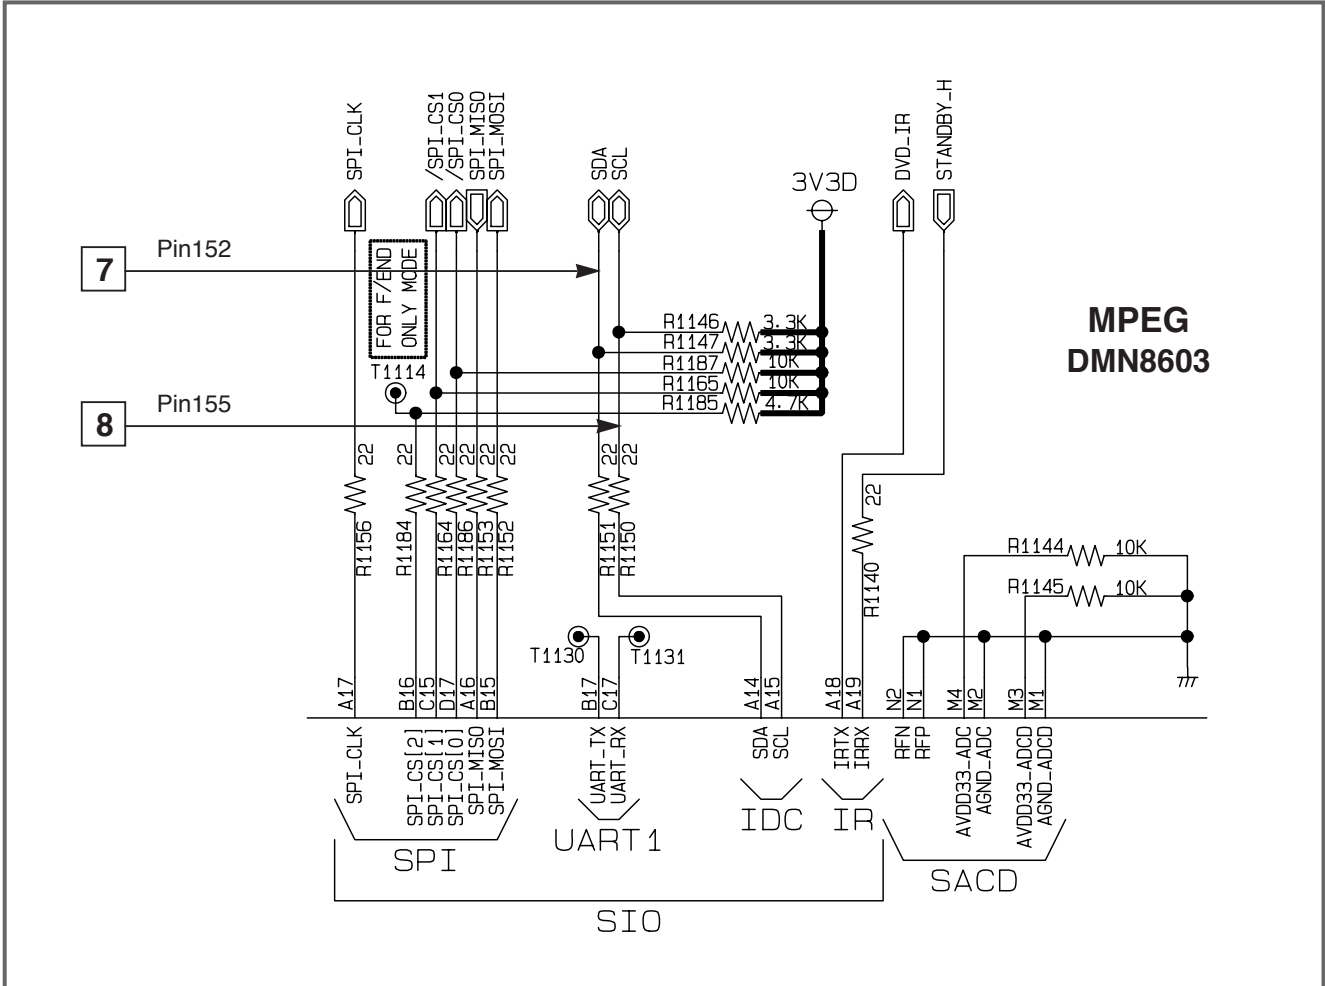 SPI_CLK
/SPI_CS1
/SPI_CS0
SPI_MISO
SPI_MOSI
SDA
SCL
DVD_IR
STANDBY_H
3V3D
7
Pin152
FOR F/END
ONLY MODE
MPEG
DMN8603
R1146 3.3K
R1147 3.3K
R1187 10K
R1165 10K
R1185 4.7K
T1114
8
Pin155
22
22
22
22
22
22
22
22
22
R1156
R1184
R1164
R1186
R1153
R1152
R1151
R1150
R1140
R1144 10K
R1145 10K
T1130
T1131
A17
B16
C15
D17
A16
B15
B17
C17
A14
A15
A18
A19
N2
N1
M4
M2
M3
M1
SPI_CLK
SPI_CS[2]
SPI_CS[1]
SPI_CS[0]
SPI_MISO
SPI_MOSI
UART_TX
UART_RX
SDA
SCL
IRTX
IRRX
RFN
RFP
AVDD33_ADC
AGND_ADC
AVDD33_ADCD
AGND_ADCD
SPI
UART1
IDC
IR
SACD
SIO